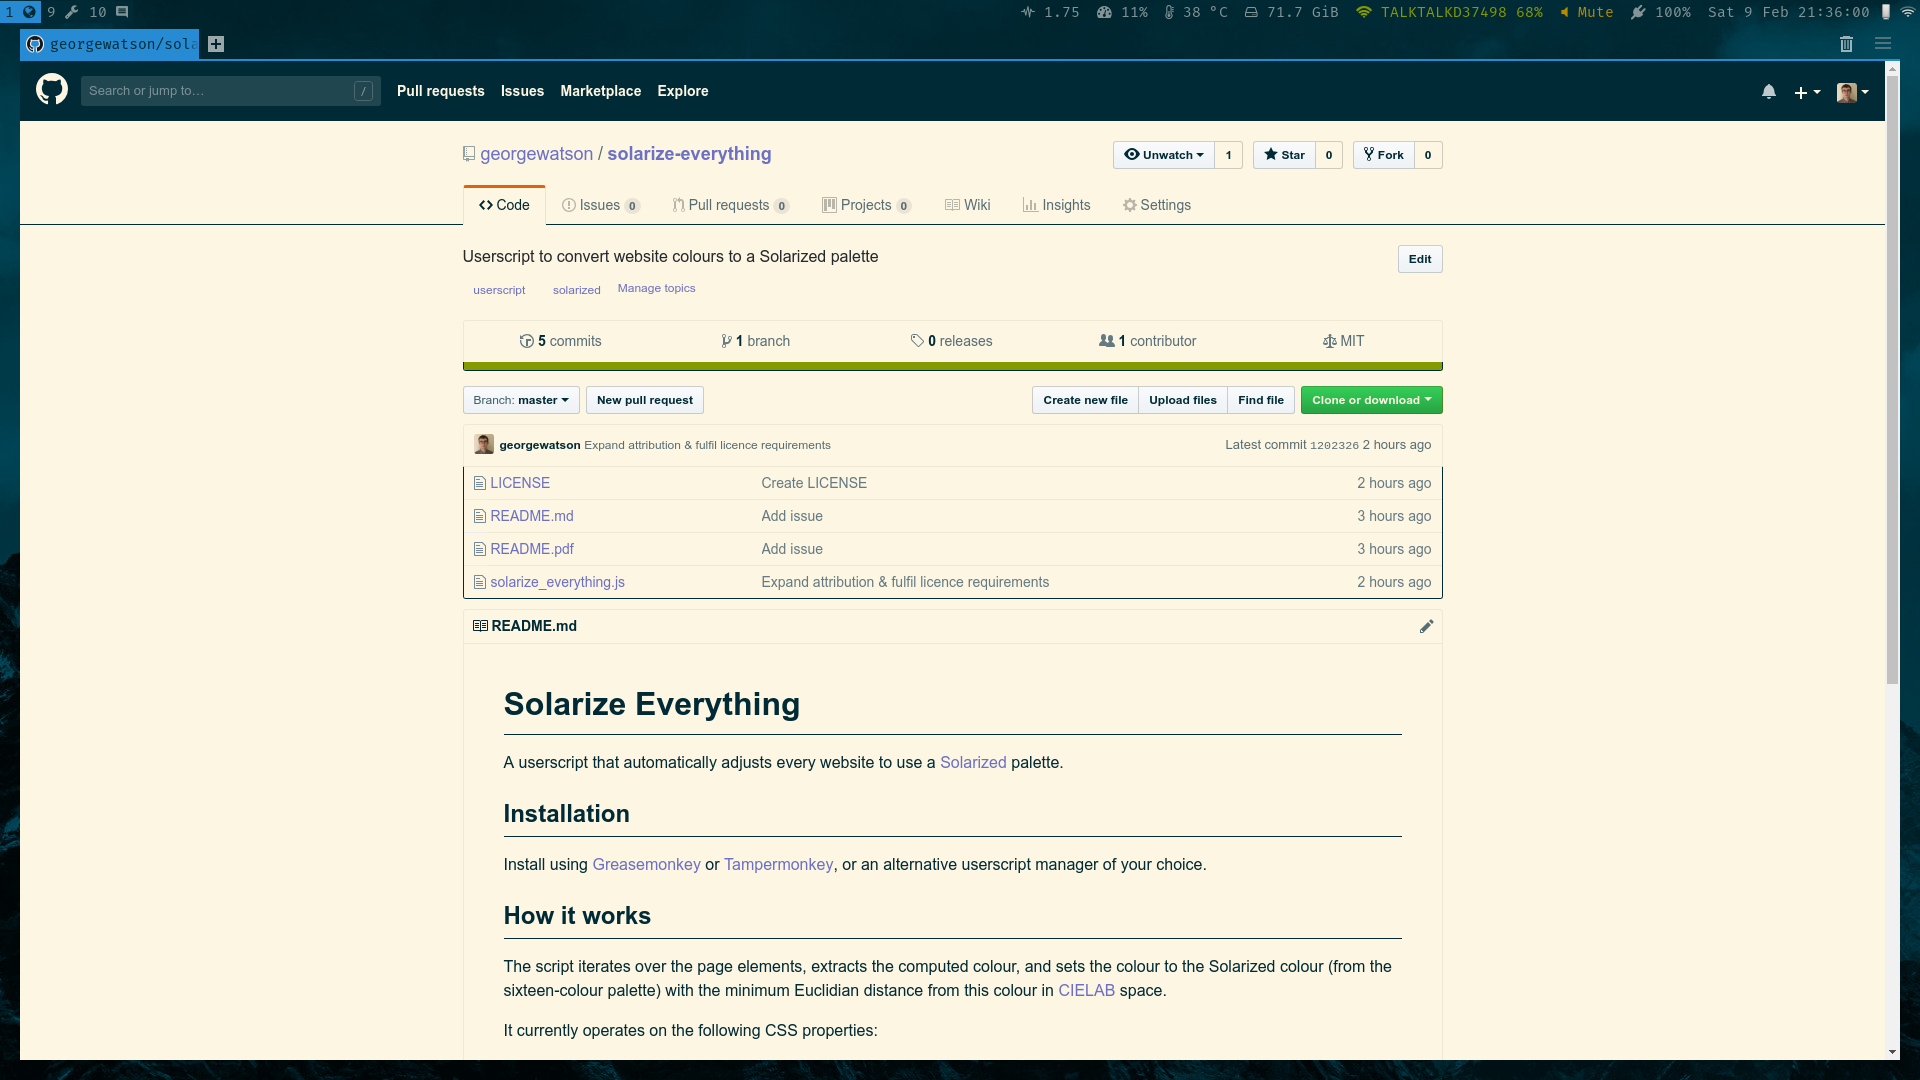 1 9 10 1.75 11% 38 °C 71.7 GiB TALKTALKD37498 68% Mute 100% Sat 9 Feb 21:36:00
georgewatson/sola
Search or jump to… / Pull requests Issues Marketplace Explore
georgewatson / solarize-everything Unwatch 1 Star 0 Fork 0
Code Issues 0 Pull requests 0 Projects 0 Wiki Insights Settings
Userscript to convert website colours to a Solarized palette Edit
userscript solarized Manage topics
5 commits 1 branch 0 releases 1 contributor MIT
Branch: master New pull request Create new file Upload files Find file Clone or download
georgewatson Expand attribution & fulfil licence requirements Latest commit 1202326 2 hours ago
LICENSE Create LICENSE 2 hours ago
README.md Add issue 3 hours ago
README.pdf Add issue 3 hours ago
solarize_everything.js Expand attribution & fulfil licence requirements 2 hours ago
README.md
Solarize Everything
A userscript that automatically adjusts every website to use a Solarized palette.
Installation
Install using Greasemonkey or Tampermonkey, or an alternative userscript manager of your choice.
How it works
The script iterates over the page elements, extracts the computed colour, and sets the colour to the Solarized colour (from the
sixteen-colour palette) with the minimum Euclidian distance from this colour in CIELAB space.
It currently operates on the following CSS properties: